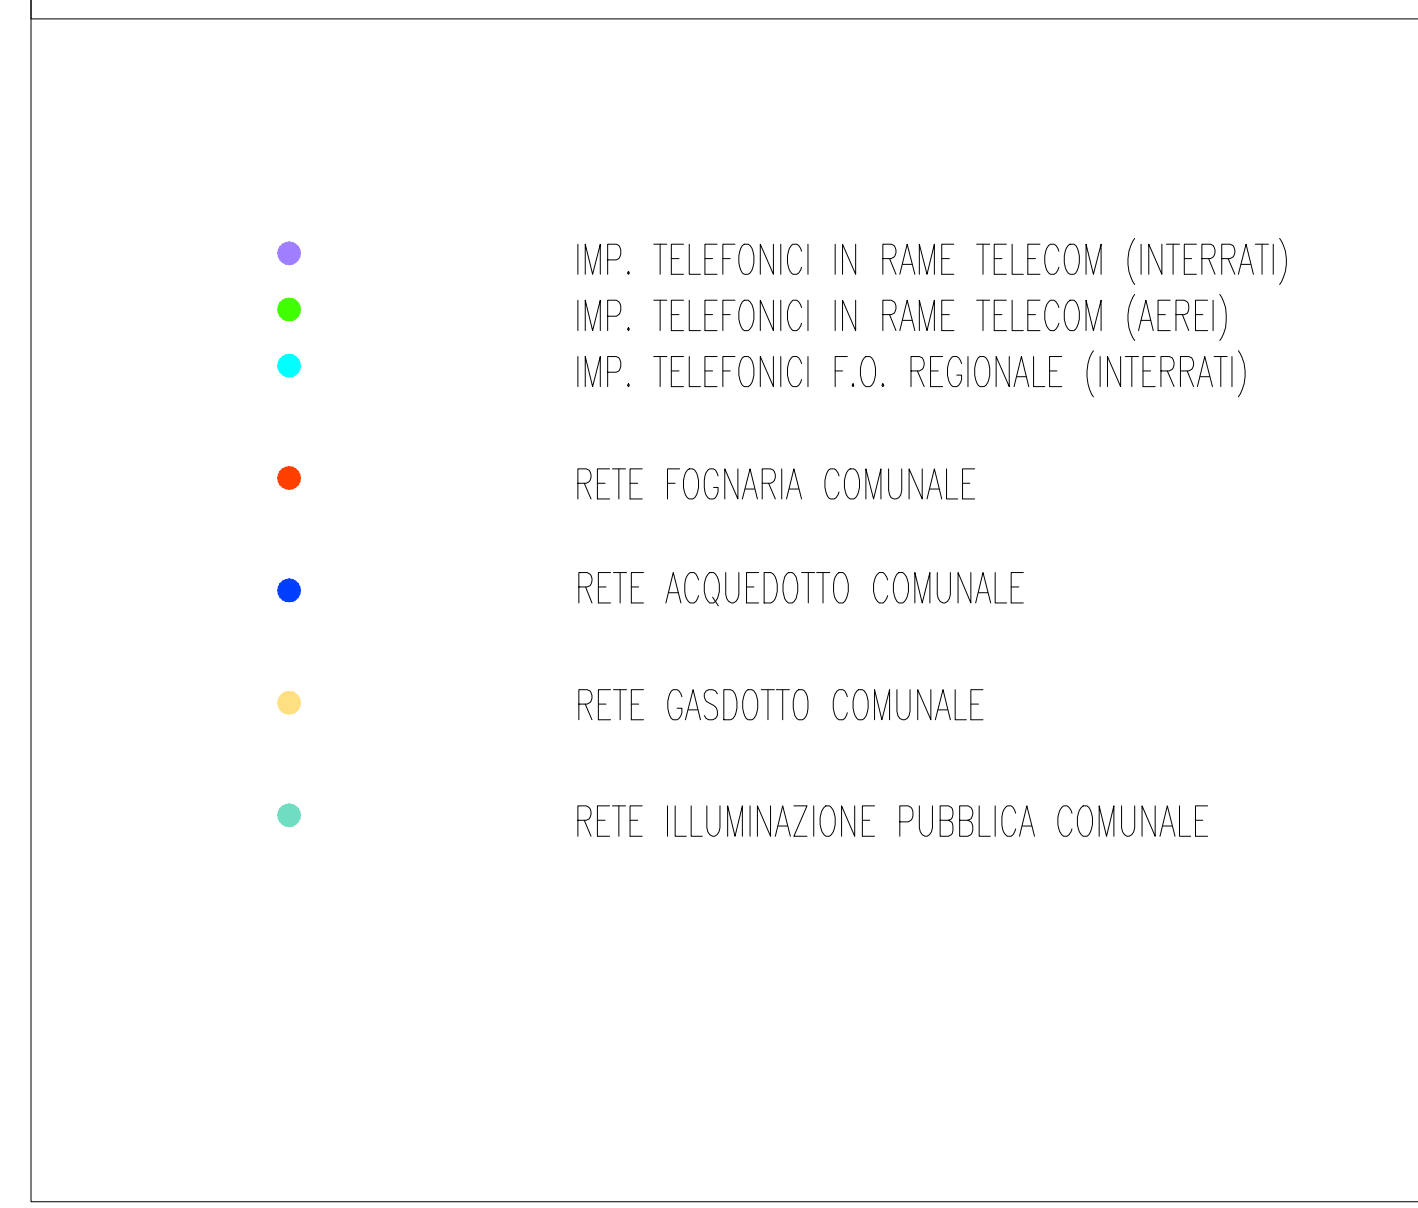 IMP. TELEFONICI IN RAME TELECOM (INTERRATI)
IMP. TELEFONICI IN RAME TELECOM (AEREI)
IMP. TELEFONICI F.O. REGIONALE (INTERRATI)
RETE FOGNARIA COMUNALE
RETE ACQUEDOTTO COMUNALE
RETE GASDOTTO COMUNALE
RETE ILLUMINAZIONE PUBBLICA COMUNALE